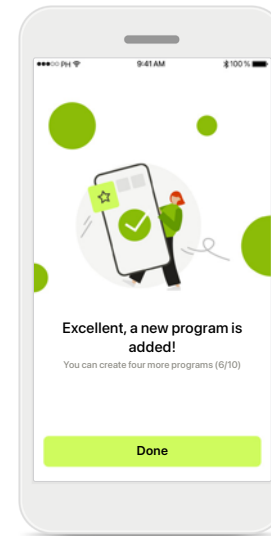 PH 9:41 AM 100 %
Excellent, a new program is
added!
You can create four more programs (6/10)
Done